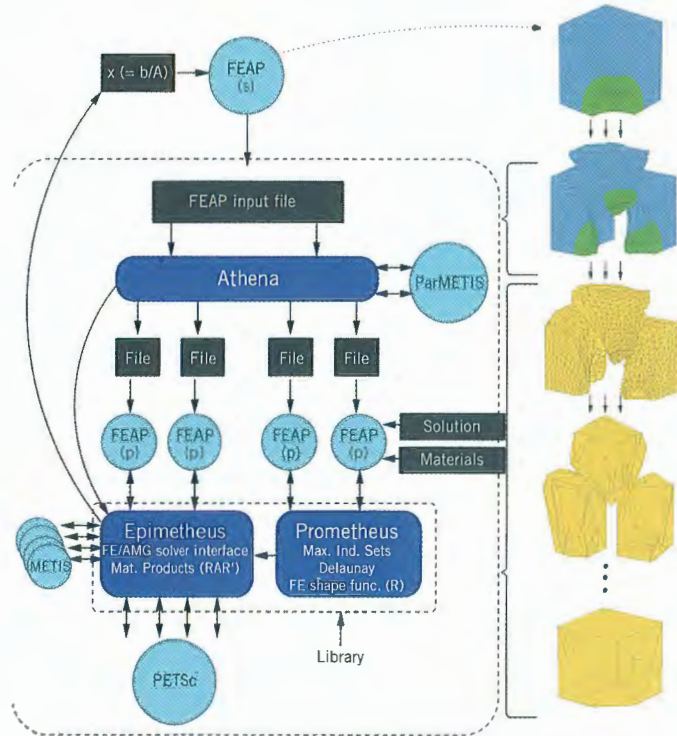 x (= b/A)
FEAP
(s)
FEAP input file
Athena
ParMETIS
File
File
File
File
FEAP
(p)
FEAP
(p)
FEAP
(p)
FEAP
(p)
Solution
Materials
Epimetheus
FE/AMG solver interface
Mat. Products (RAR')
Prometheus
Max. Ind. Sets
Delaunay
FE shape func. (R)
METIS
Library
PETSc